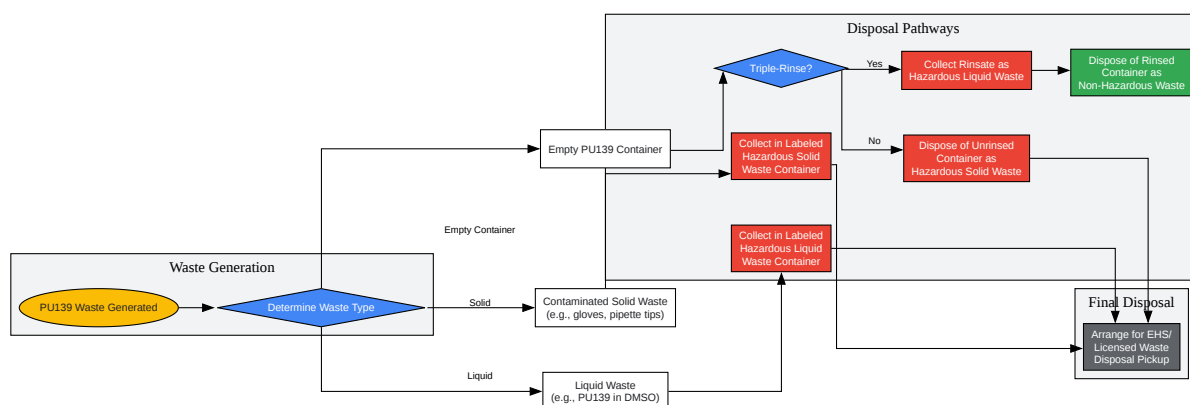 Disposal Pathways
Triple-Rinse?
Yes
Collect Rinsate as
Hazardous Liquid Waste
Dispose of Rinsed
Container as
Non-Hazardous Waste
Empty PU139 Container
Collect in Labeled
Hazardous Solid
Waste Container
No
Dispose of Unrinsed
Container as
Hazardous Solid Waste
Empty Container
Collect in Labeled
Hazardous Liquid
Waste Container
Waste Generation
PU139 Waste Generated
Determine Waste Type
Solid
Contaminated Solid Waste
(e.g., gloves, pipette tips)
Final Disposal
Arrange for EHS/
Licensed Waste
Disposal Pickup
Liquid
Liquid Waste
(e.g., PU139 in DMSO)